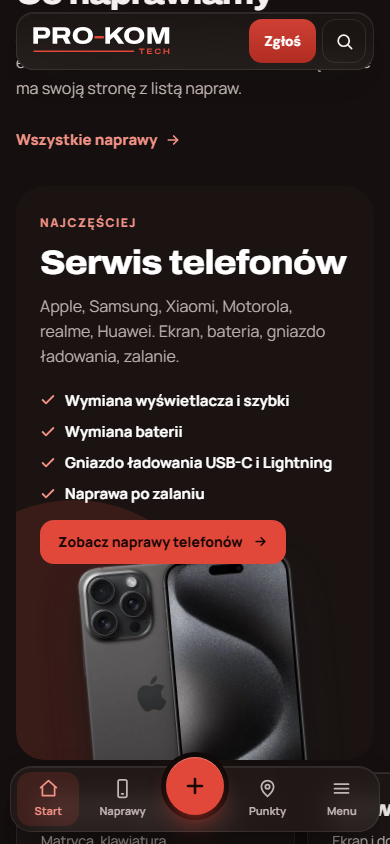 Co naprawiamy
PRO-KOM
TECH
Zgłoś
ma swoją stronę z listą napraw.
Wszystkie naprawy →
NAJCZĘŚCIEJ
Serwis telefonów
Apple, Samsung, Xiaomi, Motorola,
realme, Huawei. Ekran, bateria, gniazdo
ładowania, zalanie.
Wymiana wyświetlacza i szybki
Wymiana baterii
Gniazdo ładowania USB-C i Lightning
Naprawa po zalaniu
Zobacz naprawy telefonów →
Start
Naprawy
+
Punkty
Menu
Matryca, klawiatura